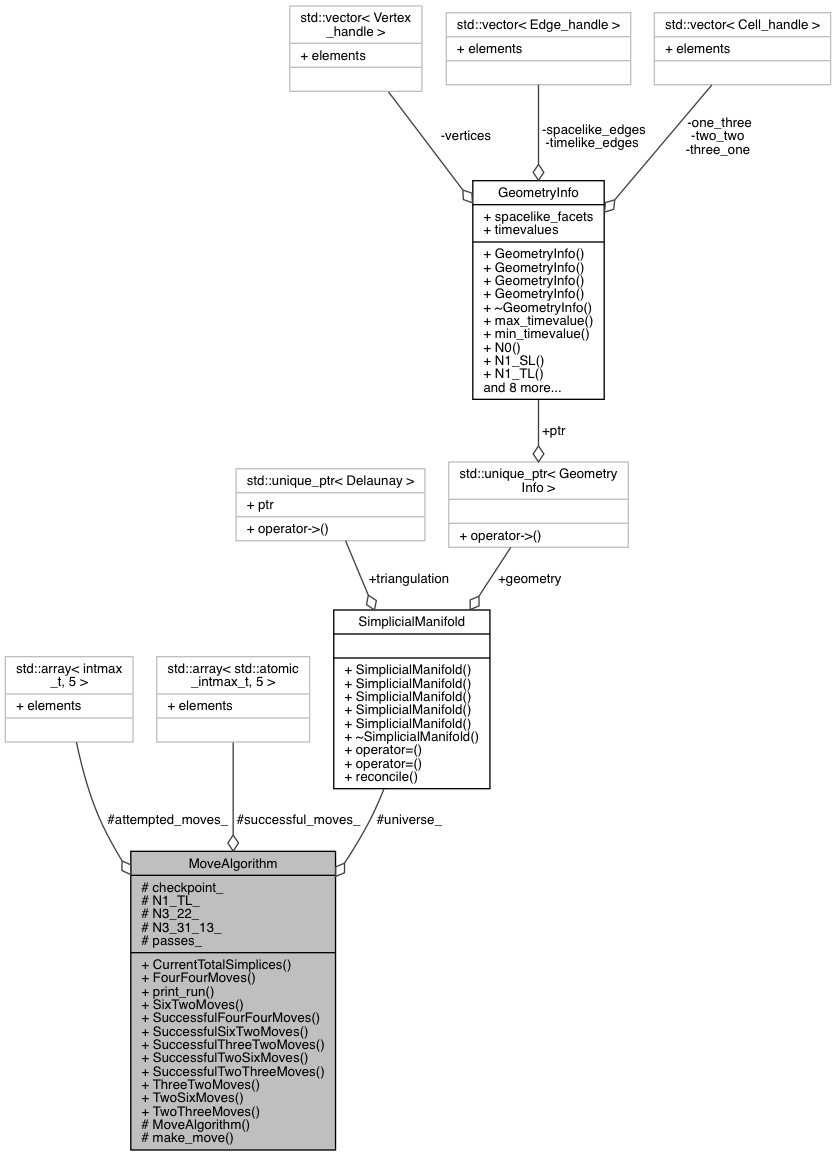 std::vector< Vertex
_handle >
+ elements
std::vector< Edge_handle >
+ elements
std::vector< Cell_handle >
+ elements
-vertices
-spacelike_edges
-timelike_edges
-one_three
-two_two
-three_one
GeometryInfo
+ spacelike_facets
+ timevalues
+ GeometryInfo()
+ GeometryInfo()
+ GeometryInfo()
+ GeometryInfo()
+ ~GeometryInfo()
+ max_timevalue()
+ min_timevalue()
+ N0()
+ N1_SL()
+ N1_TL()
and 8 more...
+ptr
std::unique_ptr< Delaunay >
+ ptr
+ operator->()
std::unique_ptr< Geometry
Info >
+ operator->()
+triangulation
+geometry
SimplicialManifold
+ SimplicialManifold()
+ SimplicialManifold()
+ SimplicialManifold()
+ SimplicialManifold()
+ SimplicialManifold()
+ ~SimplicialManifold()
+ operator=()
+ operator=()
+ reconcile()
std::array< intmax
_t, 5 >
+ elements
std::array< std::atomic
_intmax_t, 5 >
+ elements
#attempted_moves_
#successful_moves_
#universe_
MoveAlgorithm
# checkpoint_
# N1_TL_
# N3_22_
# N3_31_13_
# passes_
+ CurrentTotalSimplices()
+ FourFourMoves()
+ print_run()
+ SixTwoMoves()
+ SuccessfulFourFourMoves()
+ SuccessfulSixTwoMoves()
+ SuccessfulThreeTwoMoves()
+ SuccessfulTwoSixMoves()
+ SuccessfulTwoThreeMoves()
+ ThreeTwoMoves()
+ TwoSixMoves()
+ TwoThreeMoves()
# MoveAlgorithm()
# make_move()